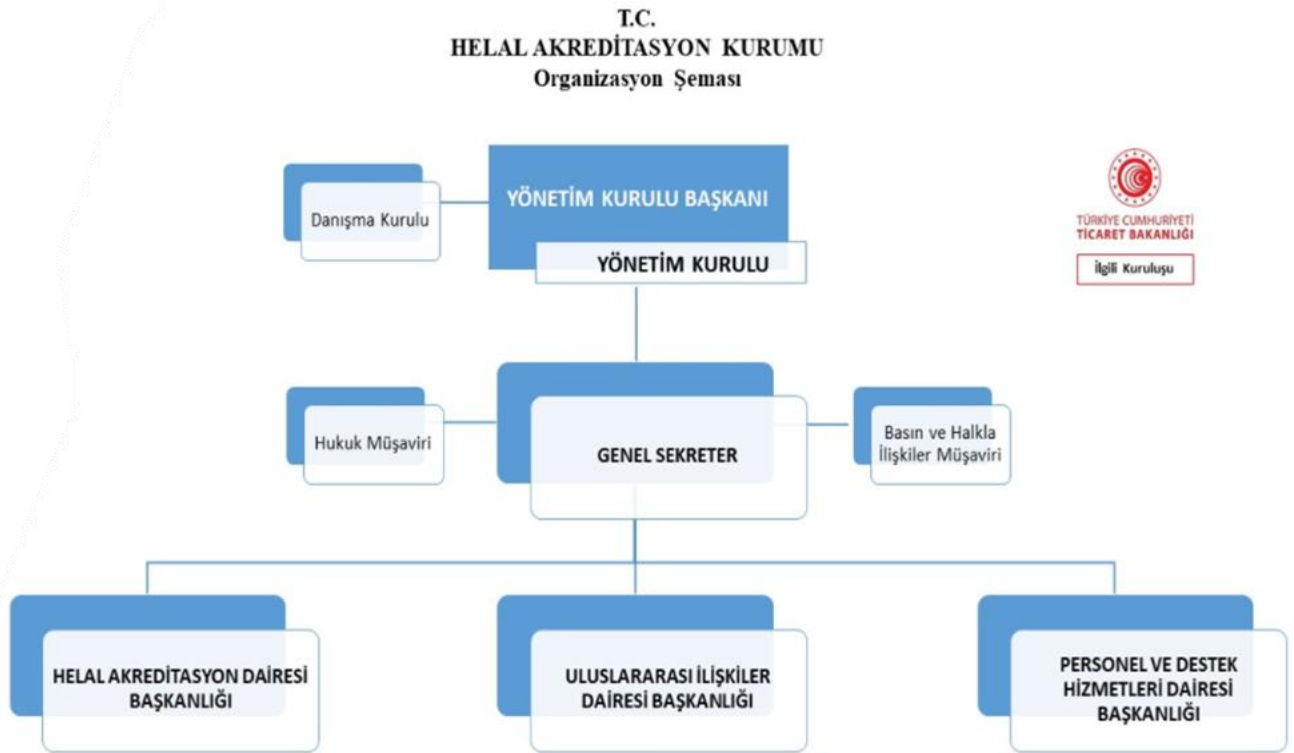 T.C.
HELAL AKREDİTASYON KURUMU
Organizasyon Şeması
YÖNETİM KURULU BAŞKANI
Danışma Kurulu
YÖNETİM KURULU
TÜRKİYE CUMHURİYETİ
TİCARET BAKANLIĞI
İlgili Kuruluşu
Hukuk Müşaviri
GENEL SEKRETER
Basın ve Halkla
İlişkiler Müşaviri
HELAL AKREDİTASYON DAİRESİ
BAŞKANLIĞI
ULUSLARARASI İLİŞKİLER
DAİRESİ BAŞKANLIĞI
PERSONEL VE DESTEK
HİZMETLERİ DAİRESİ
BAŞKANLIĞI